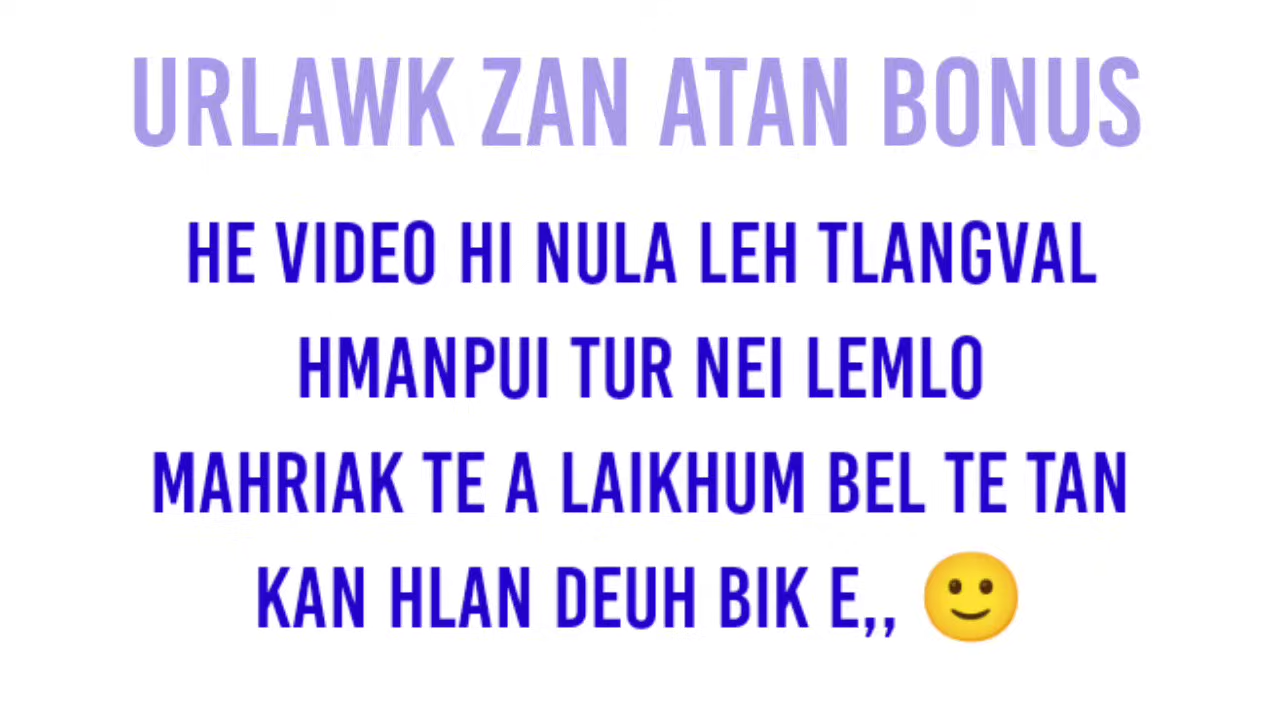 URLAWK ZAN ATAN BONUS
HE VIDEO HI NULA LEH TLANGVAL
HMANPUI TUR NEI LEMLO
MAHRIAK TE A LAIKHUM BEL TE TAN
KAN HLAN DEUH BIK E,, 🙂